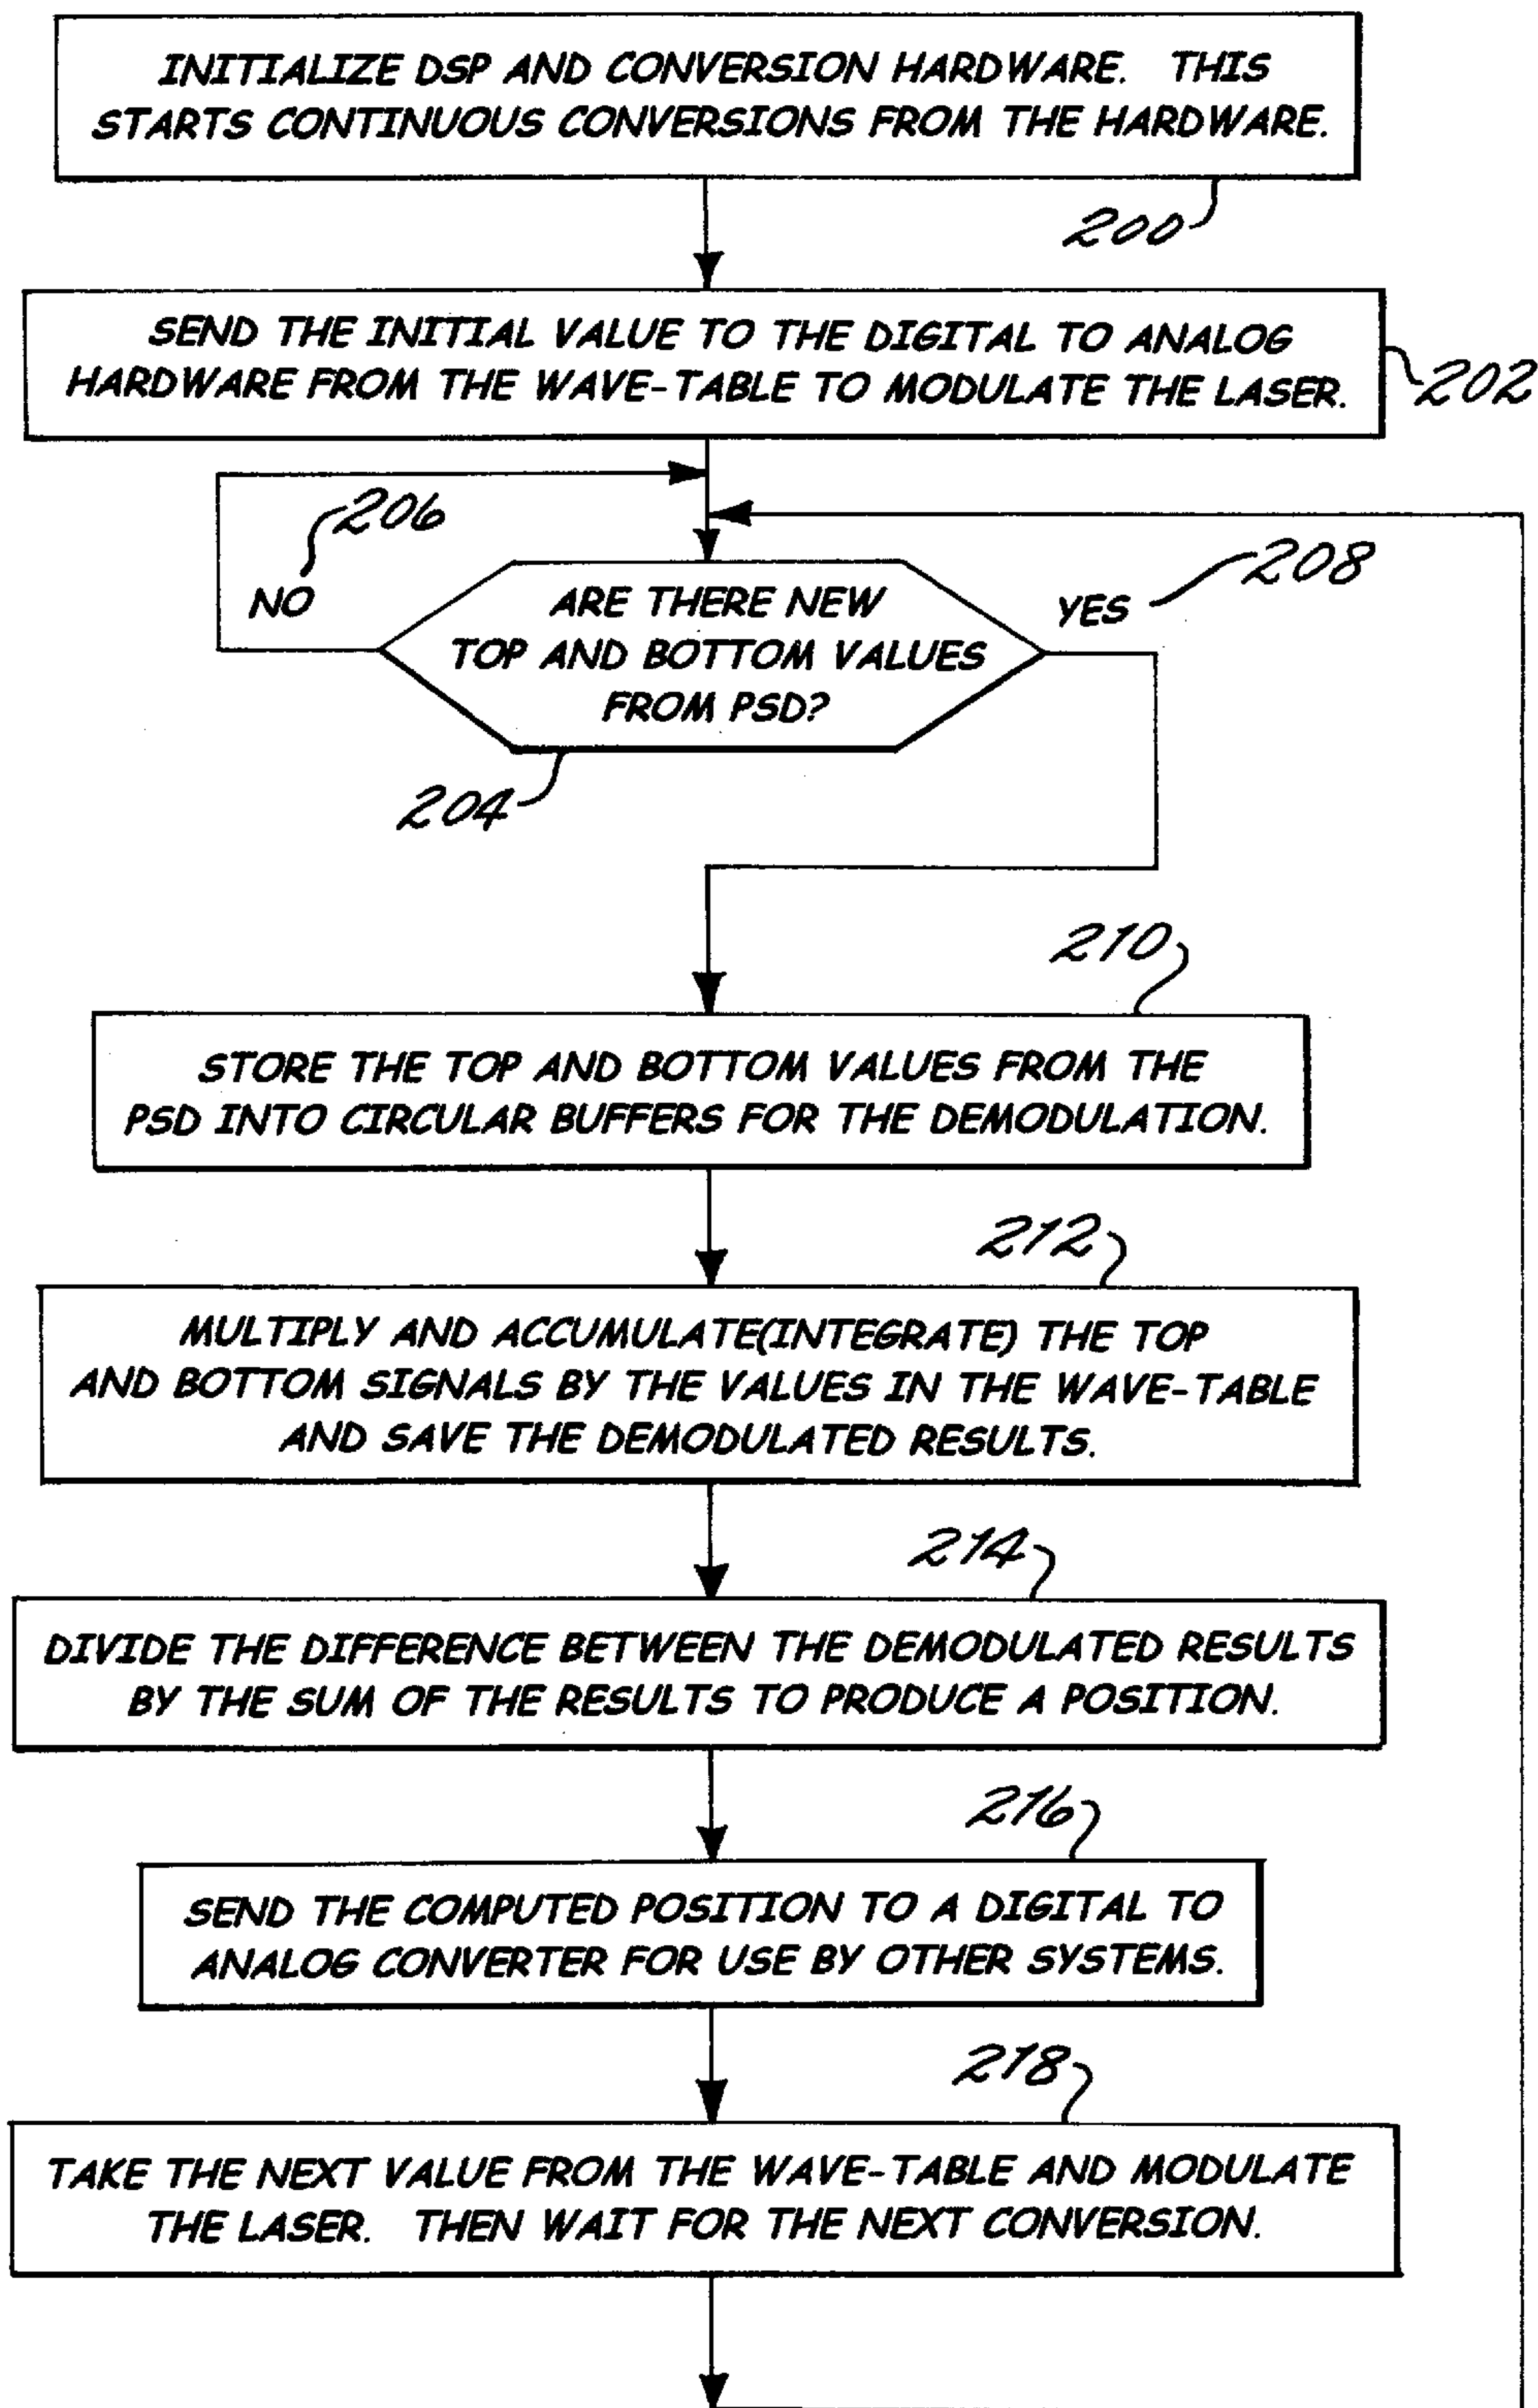 INITIALIZE DSP AND CONVERSION HARDWARE. THIS
STARTS CONTINUOUS CONVERSIONS FROM THE HARDWARE.
200
SEND THE INITIAL VALUE TO THE DIGITAL TO ANALOG
HARDWARE FROM THE WAVE-TABLE TO MODULATE THE LASER.
202
206
208
NO
YES
ARE THERE NEW
TOP AND BOTTOM VALUES
FROM PSD?
204
210
STORE THE TOP AND BOTTOM VALUES FROM THE
PSD INTO CIRCULAR BUFFERS FOR THE DEMODULATION.
212
MULTIPLY AND ACCUMULATE(INTEGRATE) THE TOP
AND BOTTOM SIGNALS BY THE VALUES IN THE WAVE-TABLE
AND SAVE THE DEMODULATED RESULTS.
214
DIVIDE THE DIFFERENCE BETWEEN THE DEMODULATED RESULTS
BY THE SUM OF THE RESULTS TO PRODUCE A POSITION.
216
SEND THE COMPUTED POSITION TO A DIGITAL TO
ANALOG CONVERTER FOR USE BY OTHER SYSTEMS.
218
TAKE THE NEXT VALUE FROM THE WAVE-TABLE AND MODULATE
THE LASER. THEN WAIT FOR THE NEXT CONVERSION.